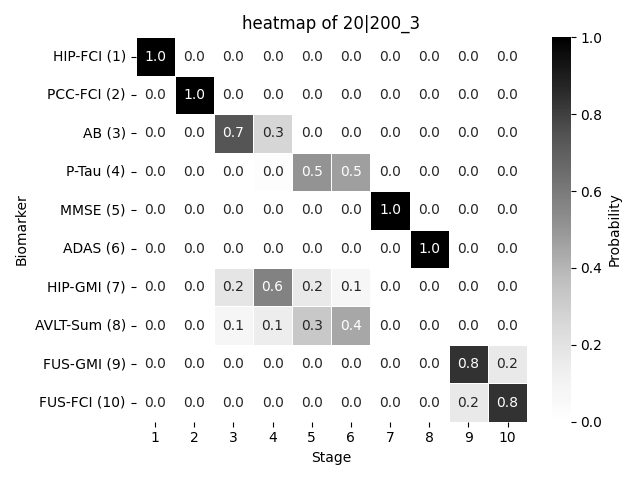 heatmap of 20|200_3
HIP-FCI (1) 1.0 0.0 0.0 0.0 0.0 0.0 0.0 0.0 0.0 0.0
PCC-FCI (2) 0.0 1.0 0.0 0.0 0.0 0.0 0.0 0.0 0.0 0.0
AB (3) 0.0 0.0 0.7 0.3 0.0 0.0 0.0 0.0 0.0 0.0
P-Tau (4) 0.0 0.0 0.0 0.0 0.5 0.5 0.0 0.0 0.0 0.0
MMSE (5) 0.0 0.0 0.0 0.0 0.0 0.0 1.0 0.0 0.0 0.0
ADAS (6) 0.0 0.0 0.0 0.0 0.0 0.0 0.0 1.0 0.0 0.0
HIP-GMI (7) 0.0 0.0 0.2 0.6 0.2 0.1 0.0 0.0 0.0 0.0
AVLT-Sum (8) 0.0 0.0 0.1 0.1 0.3 0.4 0.0 0.0 0.0 0.0
FUS-GMI (9) 0.0 0.0 0.0 0.0 0.0 0.0 0.0 0.0 0.8 0.2
FUS-FCI (10) 0.0 0.0 0.0 0.0 0.0 0.0 0.0 0.0 0.2 0.8
1 2 3 4 5 6 7 8 9 10
Stage
Biomarker
1.0
0.8
0.6
0.4
0.2
0.0
Probability